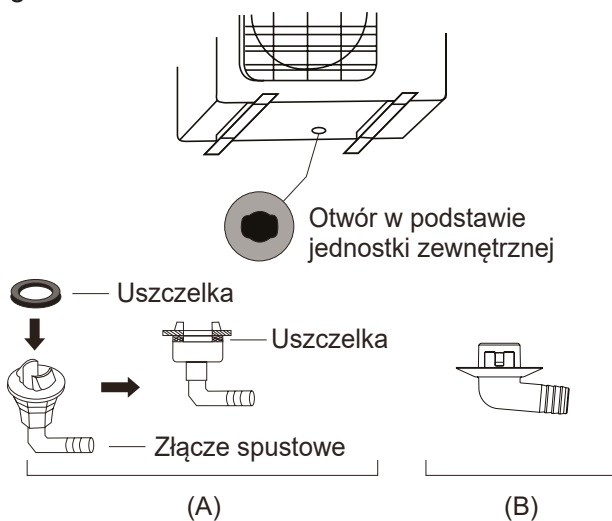 Otwór w podstawie
jednostki zewnętrznej
Uszczelka
Uszczelka
Złącze spustowe
(A)
(B)